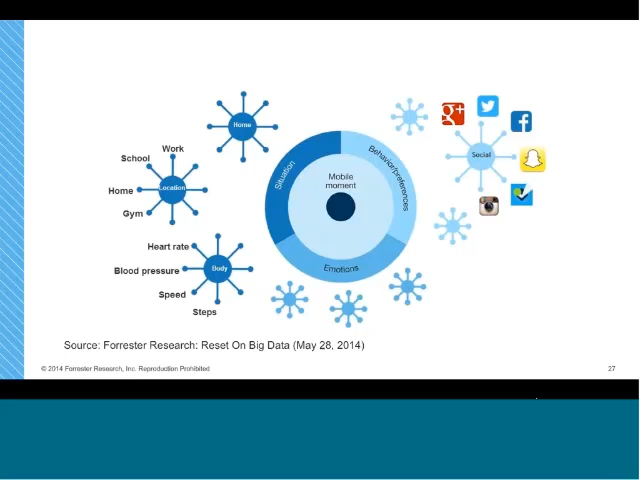 Home
Work
School
Location
Home
Gym
Heart rate
Body
Blood pressure
Speed
Steps
Situation
Behavior/preferences
Mobile
moment
Emotions
g+
Social
Source: Forrester Research: Reset On Big Data (May 28, 2014)
© 2014 Forrester Research, Inc. Reproduction Prohibited
27